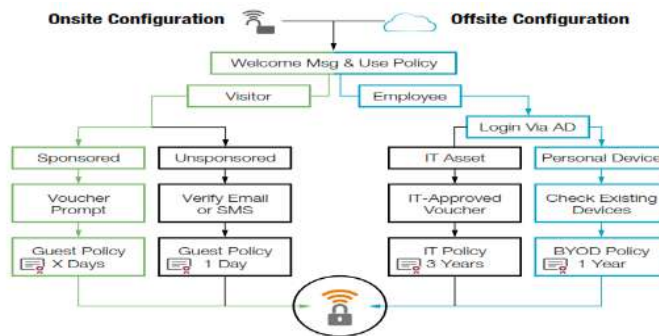 Onsite Configuration
Offsite Configuration
Welcome Msg & Use Policy
Visitor
Employee
Login Via AD
Sponsored
Unsponsored
IT Asset
Personal Device
Voucher
Prompt
Verify Email
or SMS
IT-Approved
Voucher
Check Existing
Devices
Guest Policy
X Days
Guest Policy
1 Day
IT Policy
3 Years
BYOD Policy
1 Year